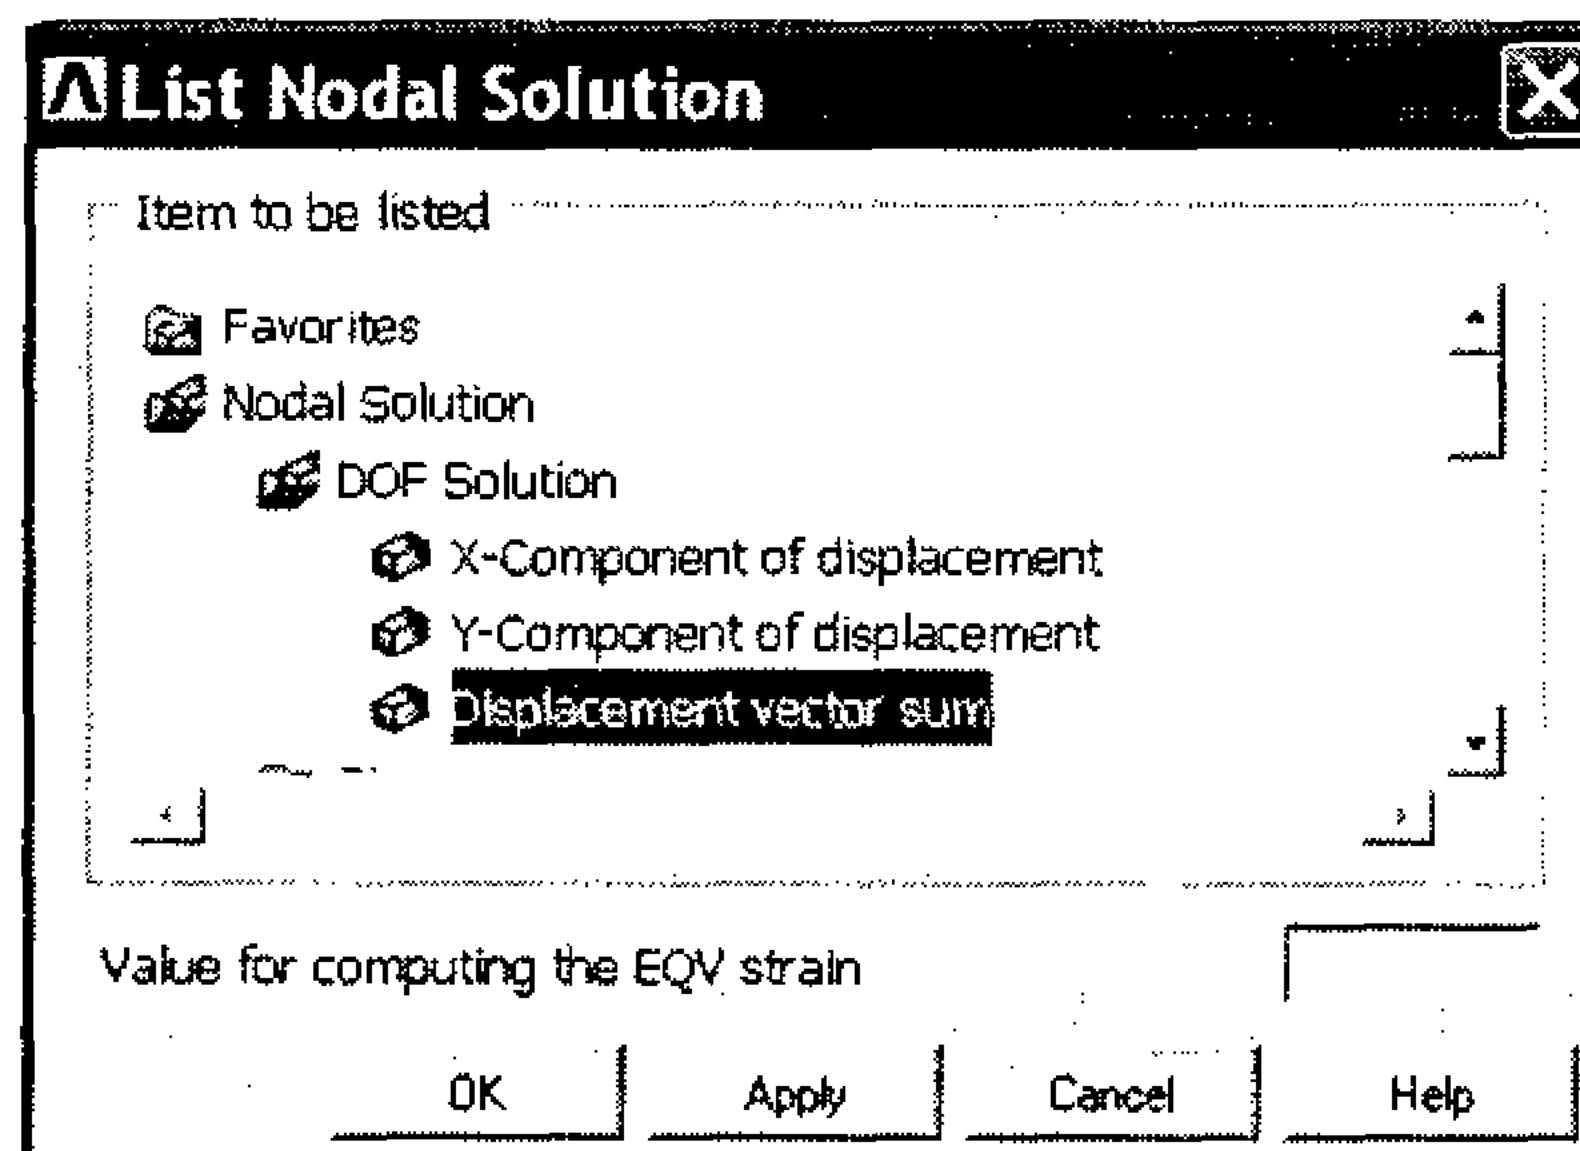 List Nodal Solution
Item to be listed
Favorites
Nodal Solution
DOF Solution
X-Component of displacement
Y-Component of displacement
Displacement vector sum
Value for computing the EQV strain
OK Apply Cancel Help